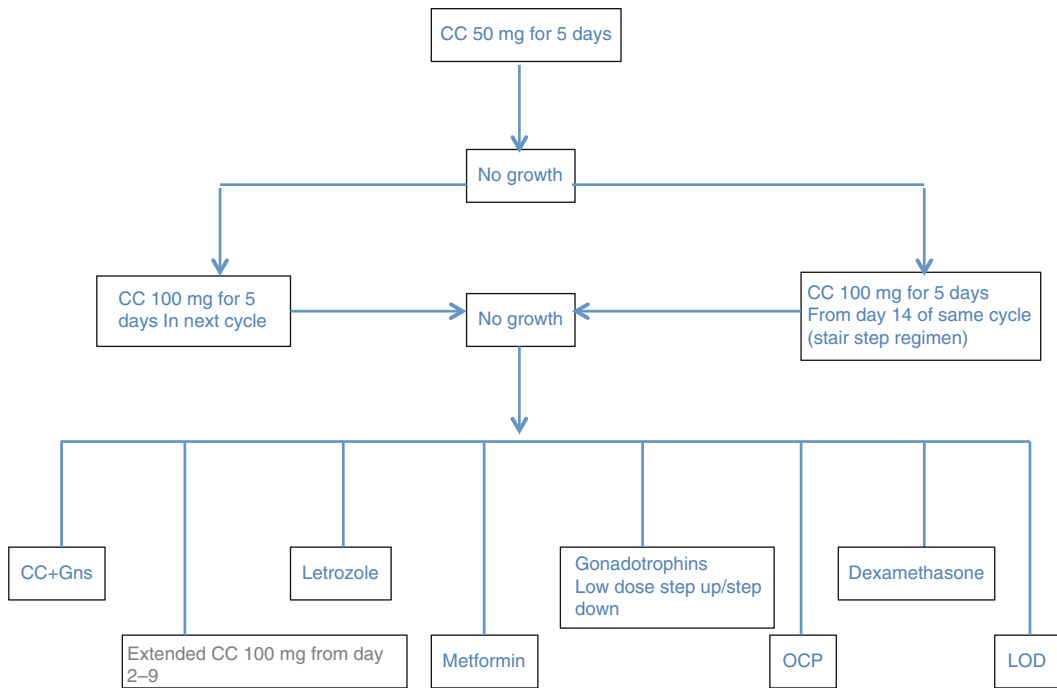 CC 50 mg for 5 days
No growth
CC 100 mg for 5
days In next cycle
No growth
CC 100 mg for 5 days
From day 14 of same cycle
(stair step regimen)
CC+Gns
Extended CC 100 mg from day
2–9
Letrozole
Metformin
Gonadotrophins
Low dose step up/step
down
OCP
Dexamethasone
LOD